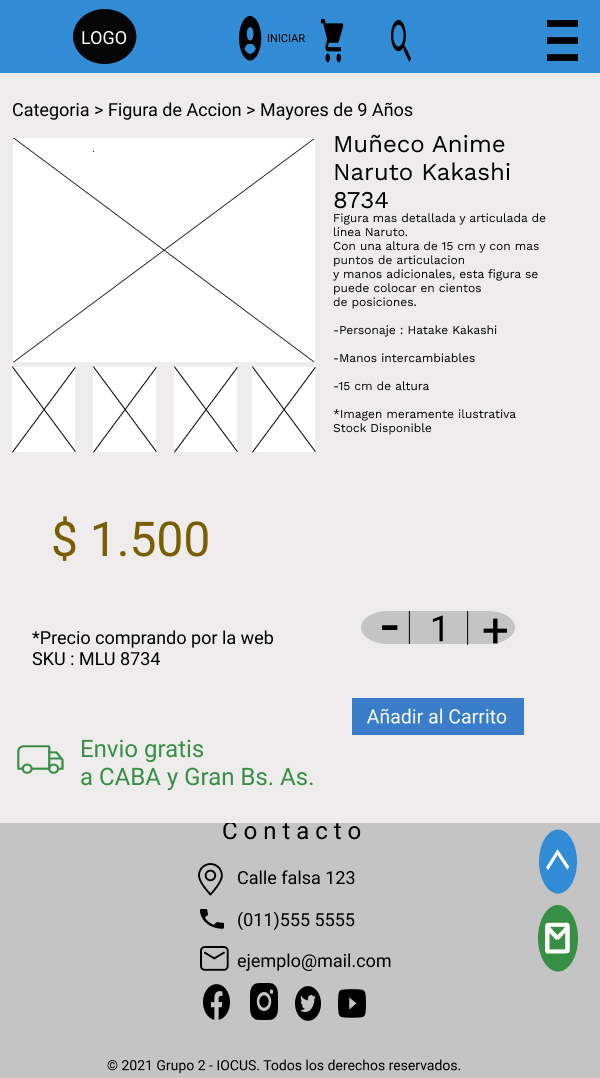 LOGO
INICIAR
Categoria > Figura de Accion > Mayores de 9 Años
Muñeco Anime
Naruto Kakashi
8734
Figura mas detallada y articulada de
línea Naruto.
Con una altura de 15 cm y con mas
puntos de articulacion
y manos adicionales, esta figura se
puede colocar en cientos
de posiciones.
-Personaje : Hatake Kakashi
-Manos intercambiables
-15 cm de altura
*Imagen meramente ilustrativa
Stock Disponible
$ 1.500
- 1 +
*Precio comprando por la web
SKU : MLU 8734
Añadir al Carrito
Envio gratis
a CABA y Gran Bs. As.
Contacto
Calle falsa 123
(011)555 5555
ejemplo@mail.com
© 2021 Grupo 2 - IOCUS. Todos los derechos reservados.